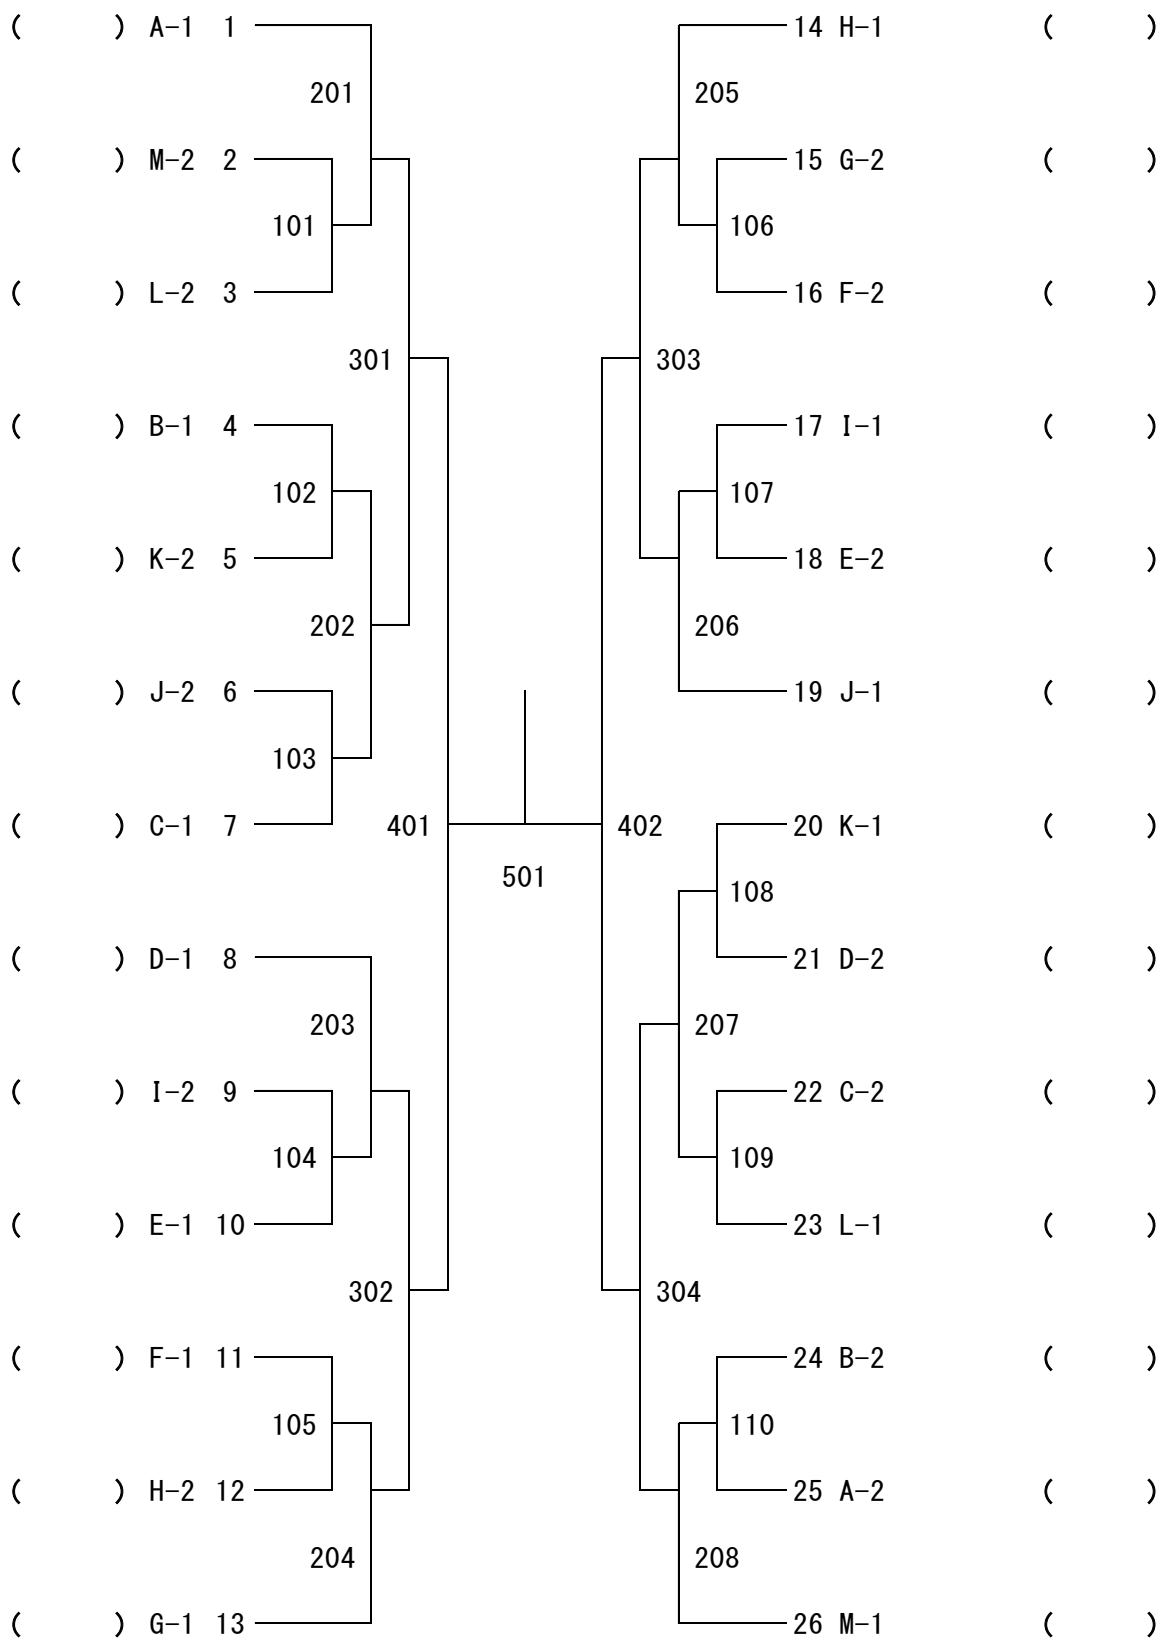 (　　) A-1 1 14 H-1 (　　)
201 205
(　　) M-2 2 15 G-2 (　　)
101 106
(　　) L-2 3 16 F-2 (　　)
301 303
(　　) B-1 4 17 I-1 (　　)
102 107
(　　) K-2 5 18 E-2 (　　)
202 206
(　　) J-2 6 19 J-1 (　　)
103
(　　) C-1 7 401 402 20 K-1 (　　)
501 108
(　　) D-1 8 21 D-2 (　　)
203 207
(　　) I-2 9 22 C-2 (　　)
104 109
(　　) E-1 10 23 L-1 (　　)
302 304
(　　) F-1 11 24 B-2 (　　)
105 110
(　　) H-2 12 25 A-2 (　　)
204 208
(　　) G-1 13 26 M-1 (　　)